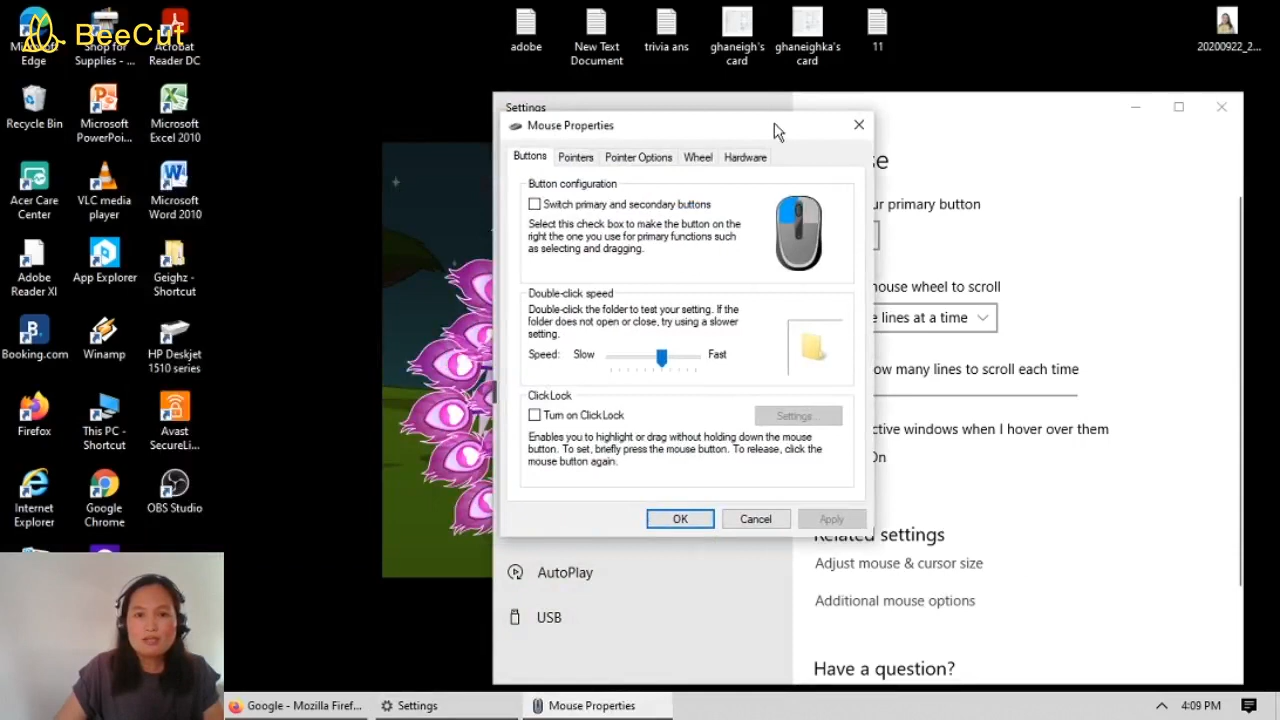 BeeCut
Edge
Shop for
Supplies - ...
Acrobat
Reader DC
adobe
New Text
Document
trivia ans
ghaneigh's
card
ghaneighka's
card
11
20200922_2...
Recycle Bin
Microsoft
PowerPoi...
Microsoft
Excel 2010
Acer Care
Center
VLC media
player
Microsoft
Word 2010
Adobe
Reader XI
App Explorer
Geighz -
Shortcut
Booking.com
Winamp
HP Deskjet
1510 series
Firefox
This PC -
Shortcut
Avast
SecureLi...
Internet
Explorer
Google
Chrome
OBS Studio
Settings
Mouse Properties
Buttons
Pointers
Pointer Options
Wheel
Hardware
Button configuration
Switch primary and secondary buttons
Select this check box to make the button on the
right the one you use for primary functions such
as selecting and dragging.
Double-click speed
Double-click the folder to test your setting. If the
folder does not open or close, try using a slower
setting.
Speed: Slow Fast
ClickLock
Turn on ClickLock
Settings...
Enables you to highlight or drag without holding down the mouse
button. To set, briefly press the mouse button. To release, click the
mouse button again.
OK
Cancel
Apply
se
ur primary button
nouse wheel to scroll
e lines at a time
ow many lines to scroll each time
ctive windows when I hover over them
On
Related settings
Adjust mouse & cursor size
Additional mouse options
Have a question?
AutoPlay
USB
Google - Mozilla Firef...
Settings
Mouse Properties
4:09 PM